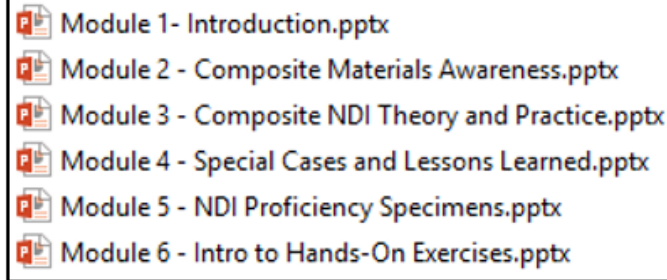 Module 1- Introduction.pptx
Module 2 - Composite Materials Awareness.pptx
Module 3 - Composite NDI Theory and Practice.pptx
Module 4 - Special Cases and Lessons Learned.pptx
Module 5 - NDI Proficiency Specimens.pptx
Module 6 - Intro to Hands-On Exercises.pptx